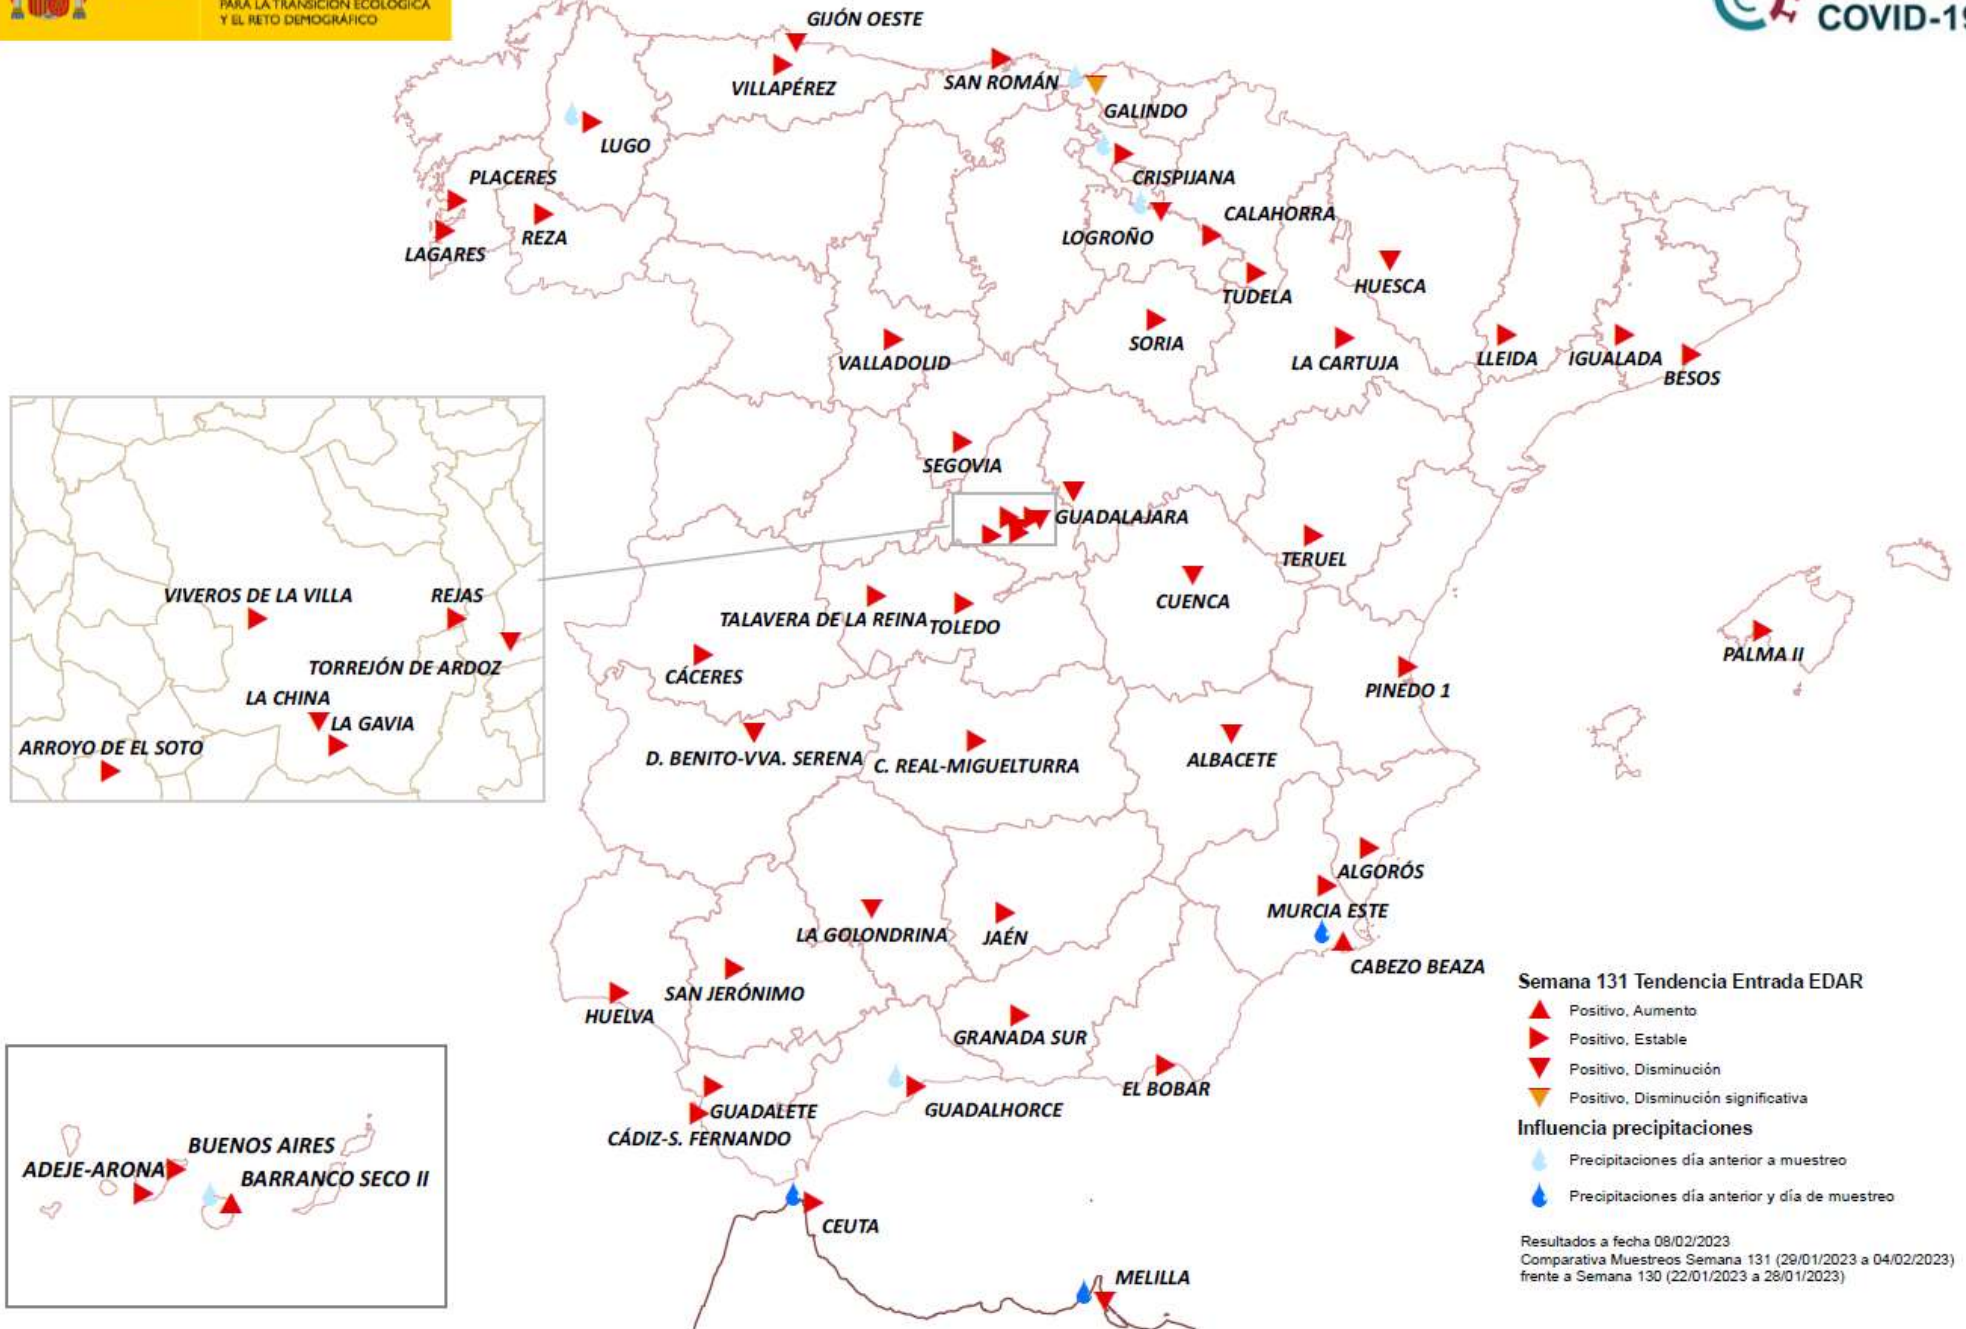 PARA LA TRANSICIÓN ECOLÓGICA
Y EL RETO DEMOGRÁFICO
COVID-19
GIJÓN OESTE
VILLAPÉREZ
SAN ROMÁN
GALINDO
LUGO
CRISPIJANA
PLACERES
CALAHORRA
LAGARES
REZA
LOGROÑO
TUDELA
HUESCA
VALLADOLID
SORIA
LA CARTUJA
LLEIDA
IGUALADA
BESOS
SEGOVIA
GUADALAJARA
TERUEL
CUENCA
TALAVERA DE LA REINA
TOLEDO
CÁCERES
PALMA II
PINEDO 1
D. BENITO-VVA. SERENA
C. REAL-MIGUELTURRA
ALBACETE
VIVEROS DE LA VILLA
REJAS
TORREJÓN DE ARDOZ
LA CHINA
LA GAVIA
ARROYO DE EL SOTO
ALGORÓS
MURCIA ESTE
CABEZO BEAZA
LA GOLONDRINA
JAÉN
SAN JERÓNIMO
HUELVA
GRANADA SUR
EL BOBAR
GUADALETE
GUADALHORCE
CÁDIZ-S. FERNANDO
BUENOS AIRES
ADEJE-ARONA
BARRANCO SECO II
CEUTA
MELILLA
Semana 131 Tendencia Entrada EDAR
Positivo, Aumento
Positivo, Estable
Positivo, Disminución
Positivo, Disminución significativa
Influencia precipitaciones
Precipitaciones día anterior a muestreo
Precipitaciones día anterior y día de muestreo
Resultados a fecha 08/02/2023
Comparativa Muestreos Semana 131 (29/01/2023 a 04/02/2023)
frente a Semana 130 (22/01/2023 a 28/01/2023)